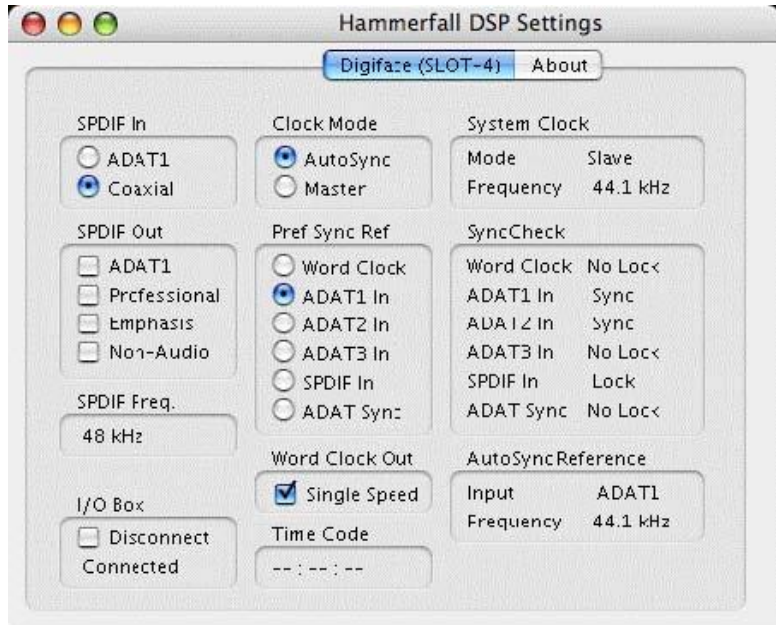 Hammerfall DSP Settings
Digiface (SLOT-4) About
SPDIF In
ADAT1
Coaxial
SPDIF Out
ADAT1
Professional
Emphasis
Non-Audio
SPDIF Freq.
48 kHz
I/O Box
Disconnect
Connected
Clock Mode
AutoSync
Master
Pref Sync Ref
Word Clock
ADAT1 In
ADAT2 In
ADAT3 In
SPDIF In
ADAT Sync
Word Clock Out
Single Speed
Time Code
-- : -- : --
System Clock
Mode Slave
Frequency 44.1 kHz
SyncCheck
Word Clock No Lock
ADAT1 In Sync
ADAT2 In Sync
ADAT3 In No Lock
SPDIF In Lock
ADAT Sync No Lock
AutoSyncReference
Input ADAT1
Frequency 44.1 kHz